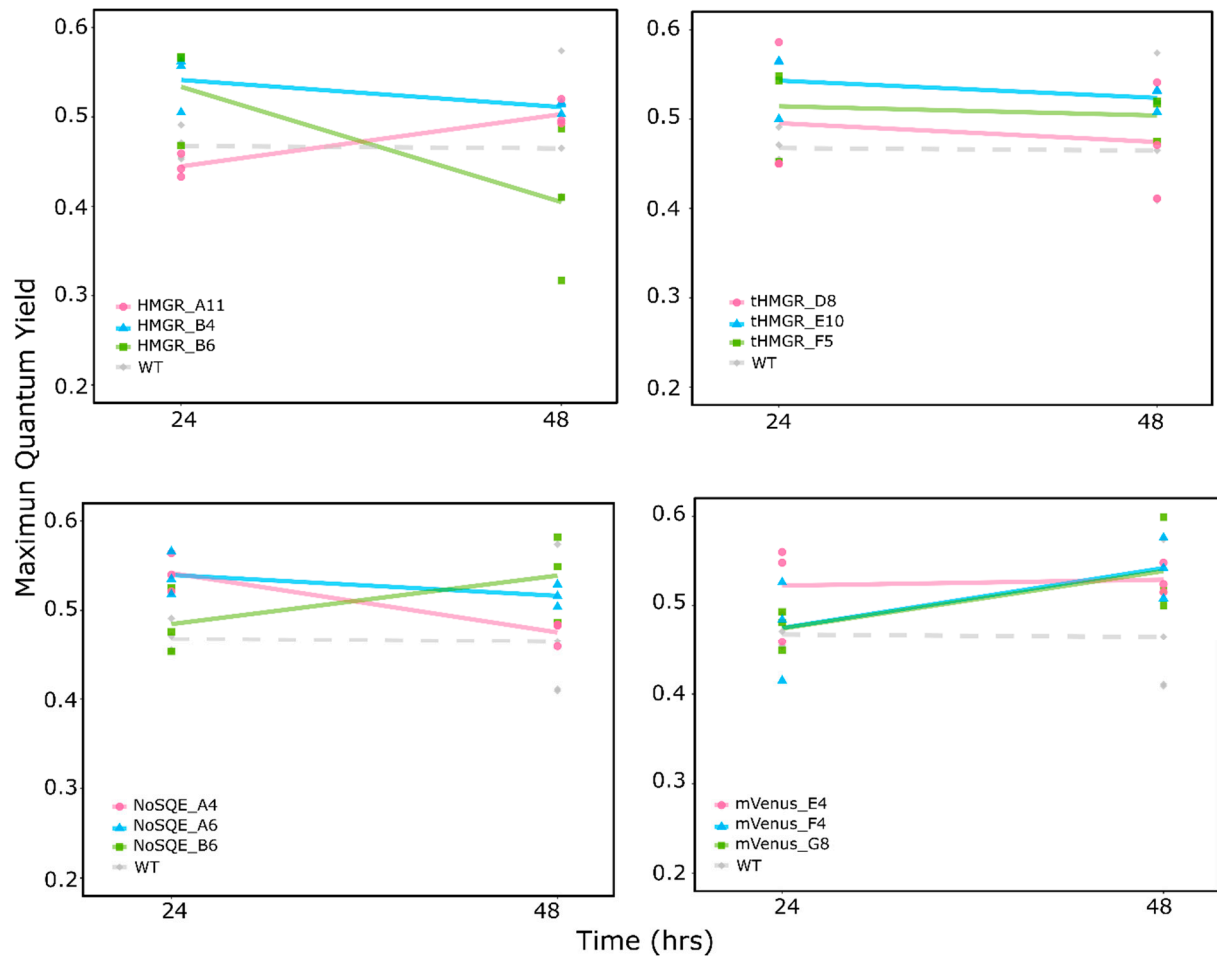 Maximun Quantum Yield
0.6
0.5
0.4
0.3
0.2
HMGR_A11
HMGR_B4
HMGR_B6
WT
24
48
0.6
0.5
0.4
0.3
0.2
tHMGR_D8
tHMGR_E10
tHMGR_F5
WT
24
48
0.6
0.5
0.4
0.3
0.2
NoSQE_A4
NoSQE_A6
NoSQE_B6
WT
24
48
0.6
0.5
0.4
0.3
0.2
mVenus_E4
mVenus_F4
mVenus_G8
WT
24
48
Time (hrs)